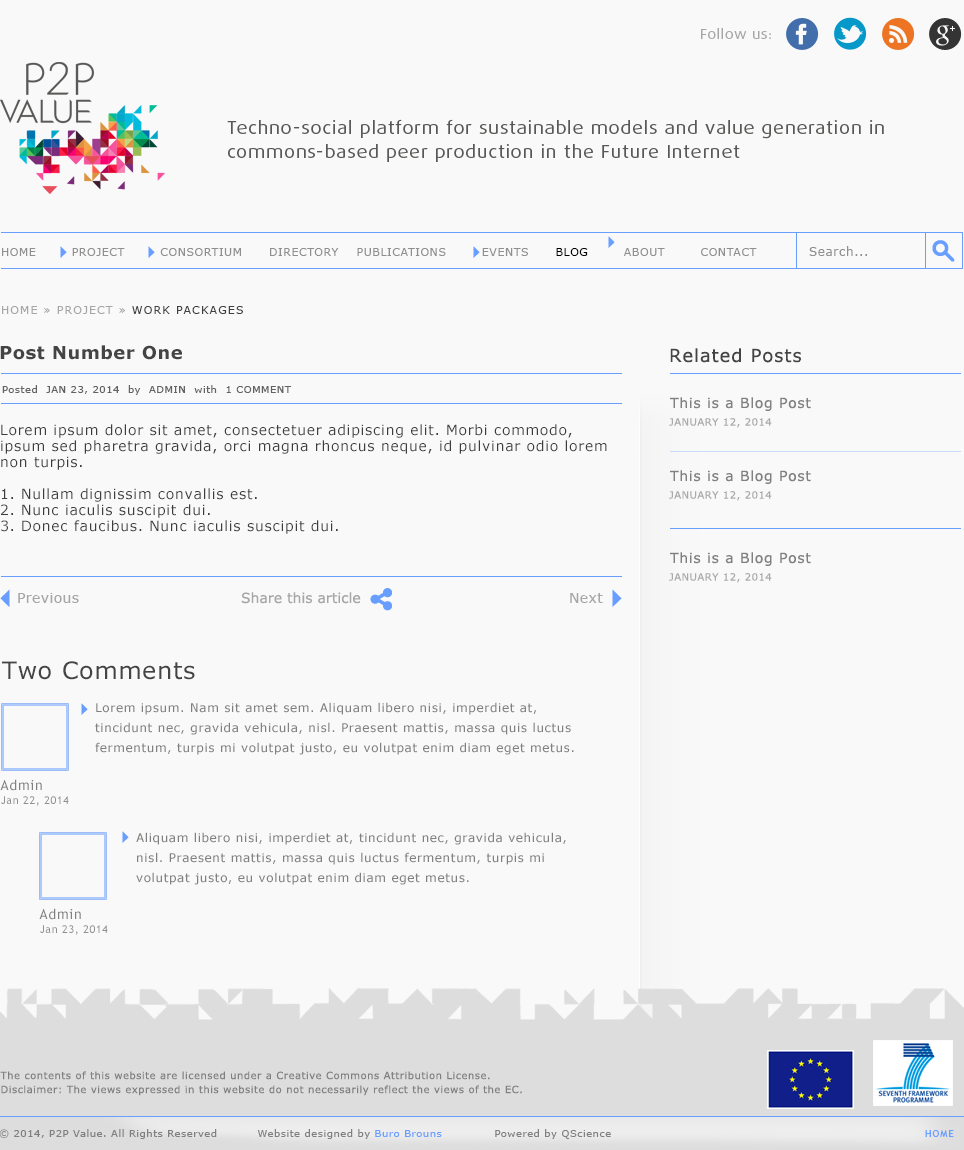 Follow us:
P2P
VALUE
Techno-social platform for sustainable models and value generation in
commons-based peer production in the Future Internet
HOME PROJECT CONSORTIUM DIRECTORY PUBLICATIONS EVENTS BLOG ABOUT CONTACT Search...
HOME » PROJECT » WORK PACKAGES
Post Number One
Posted JAN 23, 2014 by ADMIN with 1 COMMENT
Lorem ipsum dolor sit amet, consectetuer adipiscing elit. Morbi commodo,
ipsum sed pharetra gravida, orci magna rhoncus neque, id pulvinar odio lorem
non turpis.
1. Nullam dignissim convallis est.
2. Nunc iaculis suscipit dui.
3. Donec faucibus. Nunc iaculis suscipit dui.
Previous Share this article Next
Two Comments
Lorem ipsum. Nam sit amet sem. Aliquam libero nisi, imperdiet at,
tincidunt nec, gravida vehicula, nisl. Praesent mattis, massa quis luctus
fermentum, turpis mi volutpat justo, eu volutpat enim diam eget metus.
Admin
Jan 22, 2014
Aliquam libero nisi, imperdiet at, tincidunt nec, gravida vehicula,
nisl. Praesent mattis, massa quis luctus fermentum, turpis mi
volutpat justo, eu volutpat enim diam eget metus.
Admin
Jan 23, 2014
Related Posts
This is a Blog Post
JANUARY 12, 2014
This is a Blog Post
JANUARY 12, 2014
This is a Blog Post
JANUARY 12, 2014
The contents of this website are licensed under a Creative Commons Attribution License.
Disclaimer: The views expressed in this website do not necessarily reflect the views of the EC.
SEVENTH FRAMEWORK
PROGRAMME
© 2014, P2P Value. All Rights Reserved Website designed by Buro Brouns Powered by QScience HOME